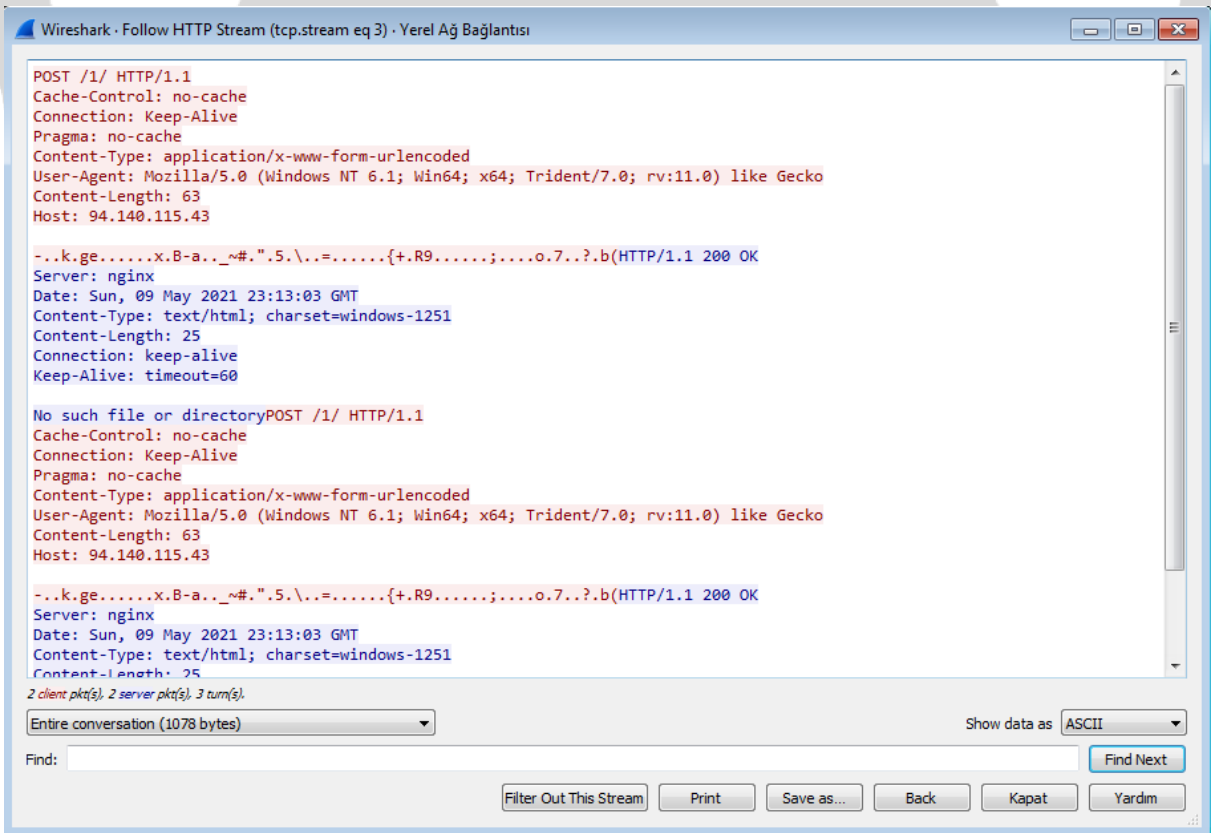 Wireshark · Follow HTTP Stream (tcp.stream eq 3) · Yerel Ağ Bağlantısı
POST /1/ HTTP/1.1
Cache-Control: no-cache
Connection: Keep-Alive
Pragma: no-cache
Content-Type: application/x-www-form-urlencoded
User-Agent: Mozilla/5.0 (Windows NT 6.1; Win64; x64; Trident/7.0; rv:11.0) like Gecko
Content-Length: 63
Host: 94.140.115.43
-..k.ge......x.B-a.._~#.".5.\..=......{+.R9......;....o.7..?.b(HTTP/1.1 200 OK
Server: nginx
Date: Sun, 09 May 2021 23:13:03 GMT
Content-Type: text/html; charset=windows-1251
Content-Length: 25
Connection: keep-alive
Keep-Alive: timeout=60
No such file or directoryPOST /1/ HTTP/1.1
Cache-Control: no-cache
Connection: Keep-Alive
Pragma: no-cache
Content-Type: application/x-www-form-urlencoded
User-Agent: Mozilla/5.0 (Windows NT 6.1; Win64; x64; Trident/7.0; rv:11.0) like Gecko
Content-Length: 63
Host: 94.140.115.43
-..k.ge......x.B-a.._~#.".5.\..=......{+.R9......;....o.7..?.b(HTTP/1.1 200 OK
Server: nginx
Date: Sun, 09 May 2021 23:13:03 GMT
Content-Type: text/html; charset=windows-1251
Content-Length: 25
2 client pkt(s), 2 server pkt(s), 3 turn(s).
Entire conversation (1078 bytes) Show data as ASCII
Find: Find Next
Filter Out This Stream Print Save as... Back Kapat Yardım